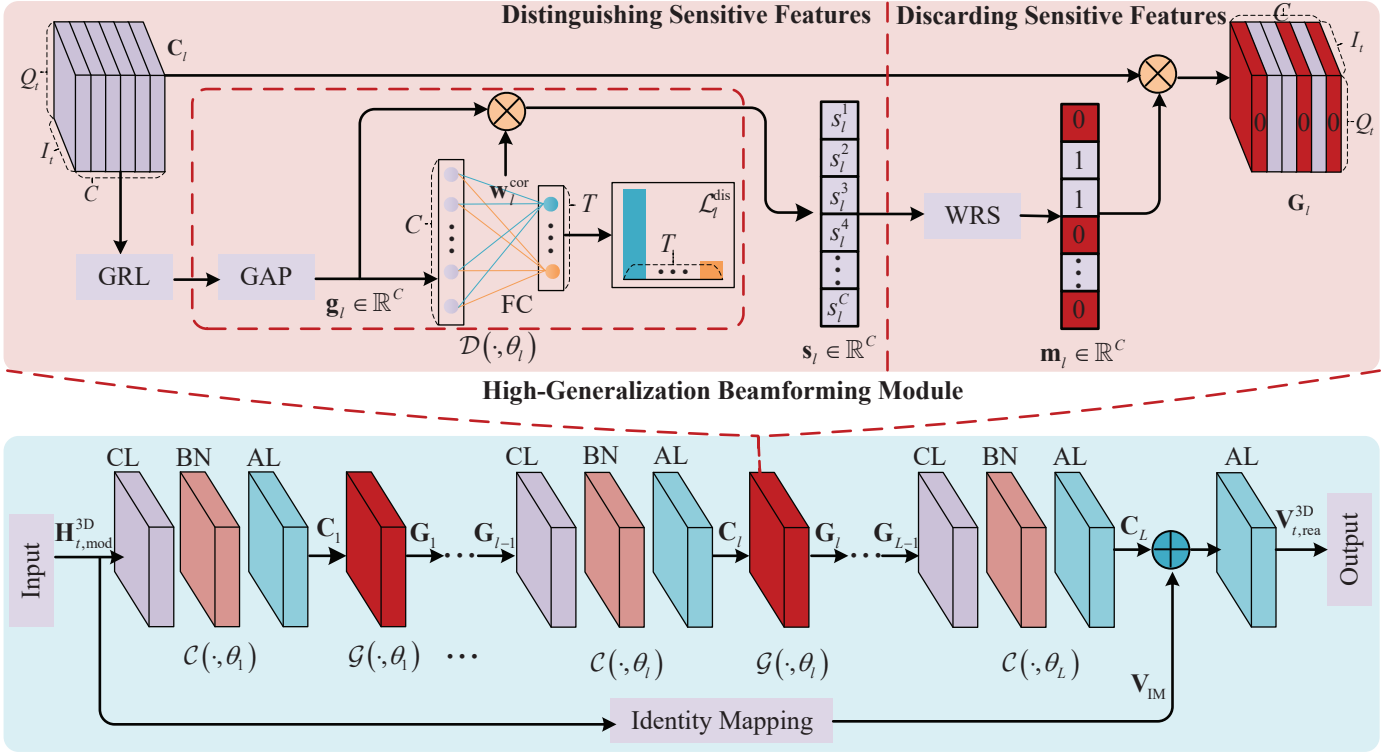 Distinguishing Sensitive Features
Discarding Sensitive Features
C_l
Q_t
I_t
C
GRL
GAP
g_l ∈ ℝ^C
w_l^cor
C
T
FC
𝓛_l^dis
T
𝒟(·,θ_l)
s_l^1
s_l^2
s_l^3
s_l^4
s_l^C
s_l ∈ ℝ^C
WRS
0
1
1
0
0
m_l ∈ ℝ^C
C
I_t
Q_t
0 0 0
G_l
High-Generalization Beamforming Module
Input
H_{t,mod}^{3D}
CL BN AL
C_1
G_1
··· G_{l−1}
CL BN AL
C_l
G_l
··· G_{L−1}
CL BN AL
C_L
AL
V_{t,rea}^{3D}
Output
𝒞(·,θ_1)
𝒢(·,θ_1)
···
𝒞(·,θ_l)
𝒢(·,θ_l)
𝒞(·,θ_L)
V_IM
Identity Mapping